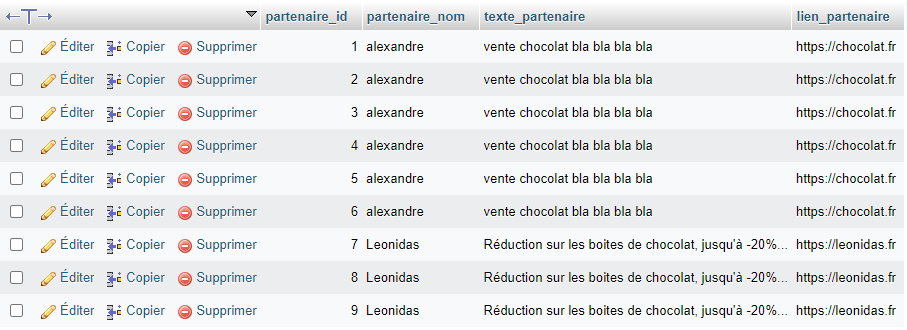 partenaire_id partenaire_nom texte_partenaire lien_partenaire
Éditer Copier Supprimer 1 alexandre vente chocolat bla bla bla bla https://chocolat.fr
Éditer Copier Supprimer 2 alexandre vente chocolat bla bla bla bla https://chocolat.fr
Éditer Copier Supprimer 3 alexandre vente chocolat bla bla bla bla https://chocolat.fr
Éditer Copier Supprimer 4 alexandre vente chocolat bla bla bla bla https://chocolat.fr
Éditer Copier Supprimer 5 alexandre vente chocolat bla bla bla bla https://chocolat.fr
Éditer Copier Supprimer 6 alexandre vente chocolat bla bla bla bla https://chocolat.fr
Éditer Copier Supprimer 7 Leonidas Réduction sur les boites de chocolat, jusqu'à -20%... https://leonidas.fr
Éditer Copier Supprimer 8 Leonidas Réduction sur les boites de chocolat, jusqu'à -20%... https://leonidas.fr
Éditer Copier Supprimer 9 Leonidas Réduction sur les boites de chocolat, jusqu'à -20%... https://leonidas.fr